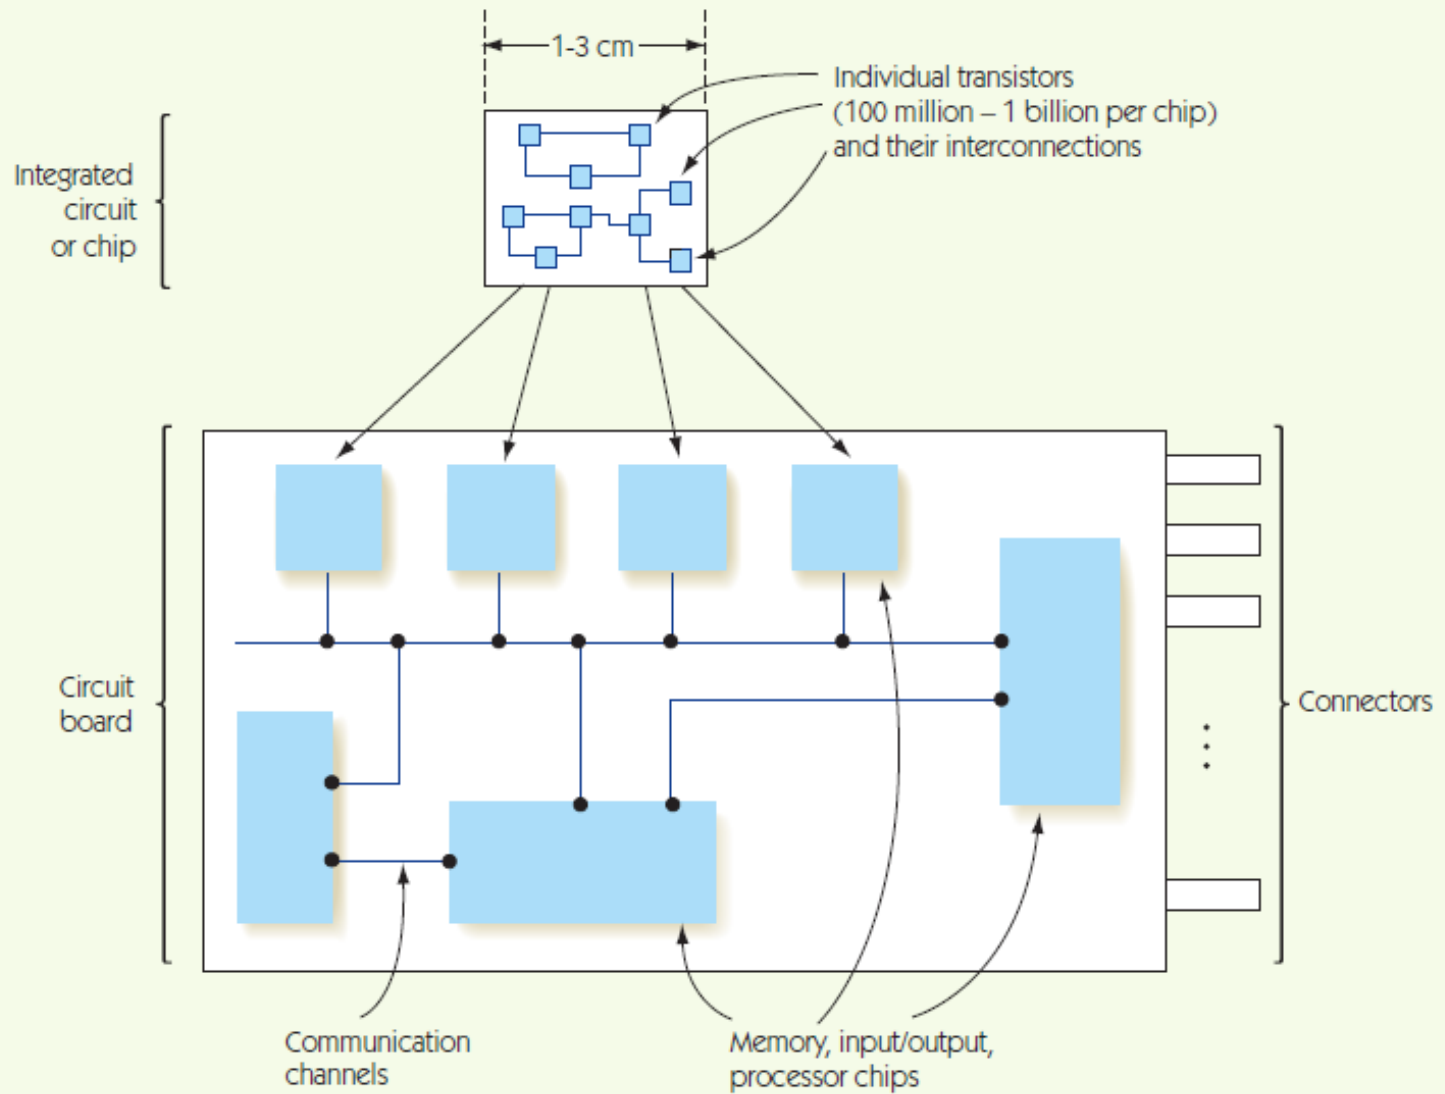 1-3 cm
Individual transistors
(100 million – 1 billion per chip)
and their interconnections
Integrated
circuit
or chip
Circuit
board
Connectors
Communication
channels
Memory, input/output,
processor chips